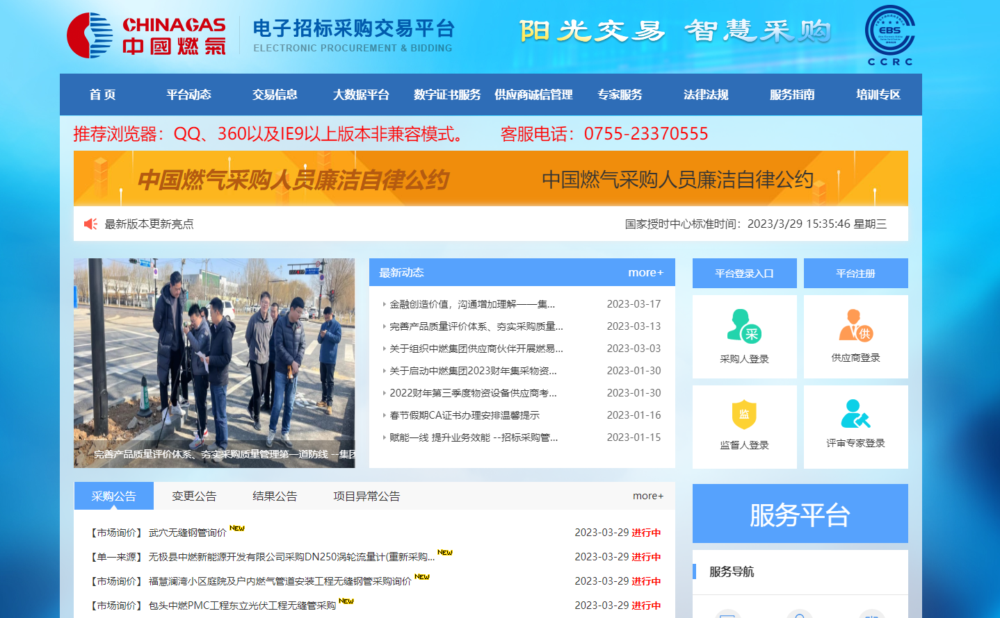 CHINAGAS
中國燃氣
电子招标采购交易平台
ELECTRONIC PROCUREMENT & BIDDING
阳光交易 智慧采购
EBS
CCRC
首 页 平台动态 交易信息 大数据平台 数字证书服务 供应商诚信管理 专家服务 法律法规 服务指南 培训专区
推荐浏览器：QQ、360以及IE9以上版本非兼容模式。 客服电话：0755-23370555
中国燃气采购人员廉洁自律公约 中国燃气采购人员廉洁自律公约
最新版本更新亮点 国家授时中心标准时间：2023/3/29 15:35:46 星期三
完善产品质量评价体系、夯实采购质量管理第一道防线 --集团
最新动态 more+
金融创造价值，沟通增加理解——集... 2023-03-17
完善产品质量评价体系、夯实采购质量... 2023-03-13
关于组织中燃集团供应商伙伴开展燃易... 2023-03-03
关于启动中燃集团2023财年集采物资... 2023-01-30
2022财年第三季度物资设备供应商考... 2023-01-30
春节假期CA证书办理安排温馨提示 2023-01-16
赋能一线 提升业务效能 --招标采购管... 2023-01-15
平台登录入口 平台注册
采 供
采购人登录 供应商登录
监
监督人登录 评审专家登录
采购公告 变更公告 结果公告 项目异常公告 more+
【市场询价】 武穴无缝钢管询价 NEW 2023-03-29 进行中
【单一来源】 无极县中燃新能源开发有限公司采购DN250涡轮流量计(重新采购... NEW 2023-03-29 进行中
【市场询价】 福慧澜湾小区庭院及户内燃气管道安装工程无缝钢管采购询价 NEW 2023-03-29 进行中
【市场询价】 包头中燃PMC工程东立光伏工程无缝管采购 NEW 2023-03-29 进行中
服务平台
服务导航